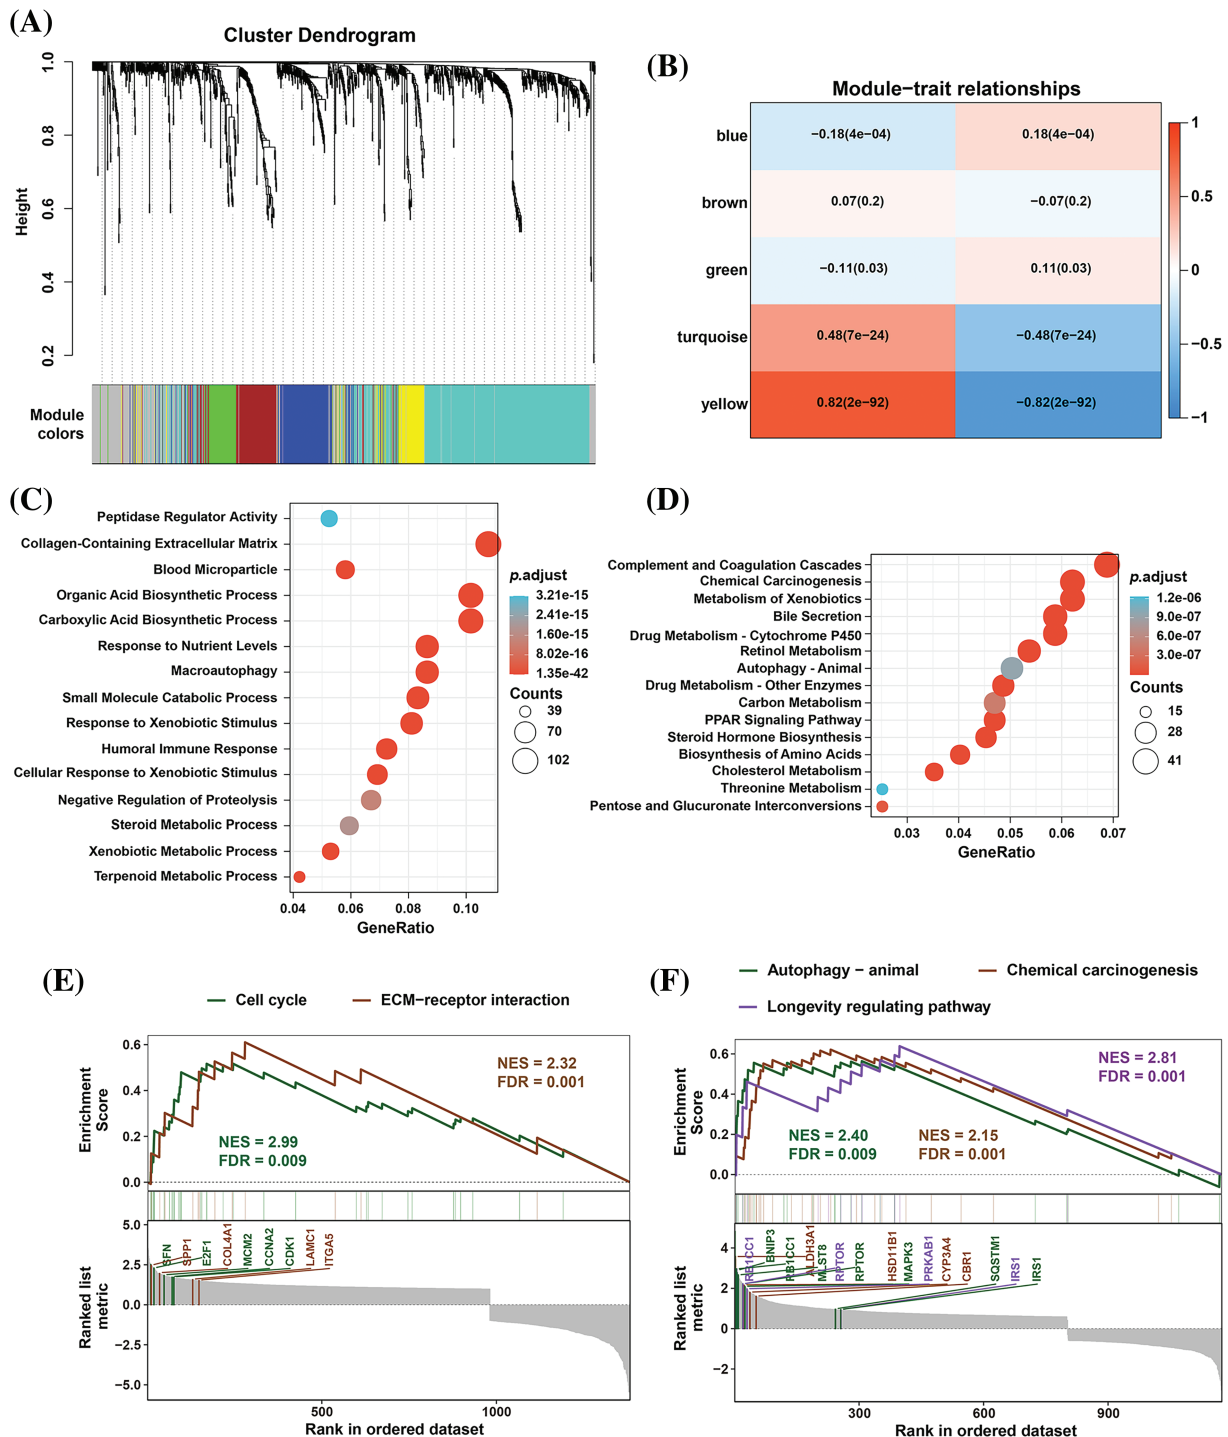 (A)
Cluster Dendrogram
Height
1.0
0.8
0.6
0.4
0.2
Module
colors
(B)
Module−trait relationships
blue
−0.18(4e−04)
0.18(4e−04)
brown
0.07(0.2)
−0.07(0.2)
green
−0.11(0.03)
0.11(0.03)
turquoise
0.48(7e−24)
−0.48(7e−24)
yellow
0.82(2e−92)
−0.82(2e−92)
1
0.5
0
−0.5
−1
(C)
Peptidase Regulator Activity
Collagen-Containing Extracellular Matrix
Blood Microparticle
Organic Acid Biosynthetic Process
Carboxylic Acid Biosynthetic Process
Response to Nutrient Levels
Macroautophagy
Small Molecule Catabolic Process
Response to Xenobiotic Stimulus
Humoral Immune Response
Cellular Response to Xenobiotic Stimulus
Negative Regulation of Proteolysis
Steroid Metabolic Process
Xenobiotic Metabolic Process
Terpenoid Metabolic Process
0.04
0.06
0.08
0.10
GeneRatio
p.adjust
3.21e-15
2.41e-15
1.60e-15
8.02e-16
1.35e-42
Counts
39
70
102
(D)
Complement and Coagulation Cascades
Chemical Carcinogenesis
Metabolism of Xenobiotics
Bile Secretion
Drug Metabolism - Cytochrome P450
Retinol Metabolism
Autophagy - Animal
Drug Metabolism - Other Enzymes
Carbon Metabolism
PPAR Signaling Pathway
Steroid Hormone Biosynthesis
Biosynthesis of Amino Acids
Cholesterol Metabolism
Threonine Metabolism
Pentose and Glucuronate Interconversions
0.03
0.04
0.05
0.06
0.07
GeneRatio
p.adjust
1.2e-06
9.0e-07
6.0e-07
3.0e-07
Counts
15
28
41
(E)
Cell cycle
ECM−receptor interaction
Enrichment
Score
0.6
0.4
0.2
0.0
NES = 2.32
FDR = 0.001
NES = 2.99
FDR = 0.009
Ranked list
metric
5.0
2.5
0.0
−2.5
−5.0
SFN
SPP1
E2F1
COL4A1
MCM2
CCNA2
CDK1
LAMC1
ITGA5
500
1000
Rank in ordered dataset
(F)
Autophagy − animal
Chemical carcinogenesis
Longevity regulating pathway
Enrichment
Score
0.6
0.4
0.2
0.0
NES = 2.81
FDR = 0.001
NES = 2.40
FDR = 0.009
NES = 2.15
FDR = 0.001
Ranked list
metric
4
2
0
−2
RB1CC1
BNIP3
RB1CC1
ALDH3A1
MLST8
RPTOR
RPTOR
HSD11B1
MAPK3
PRKAB1
CYP3A4
CBR1
SQSTM1
IRS1
IRS1
300
600
900
Rank in ordered dataset